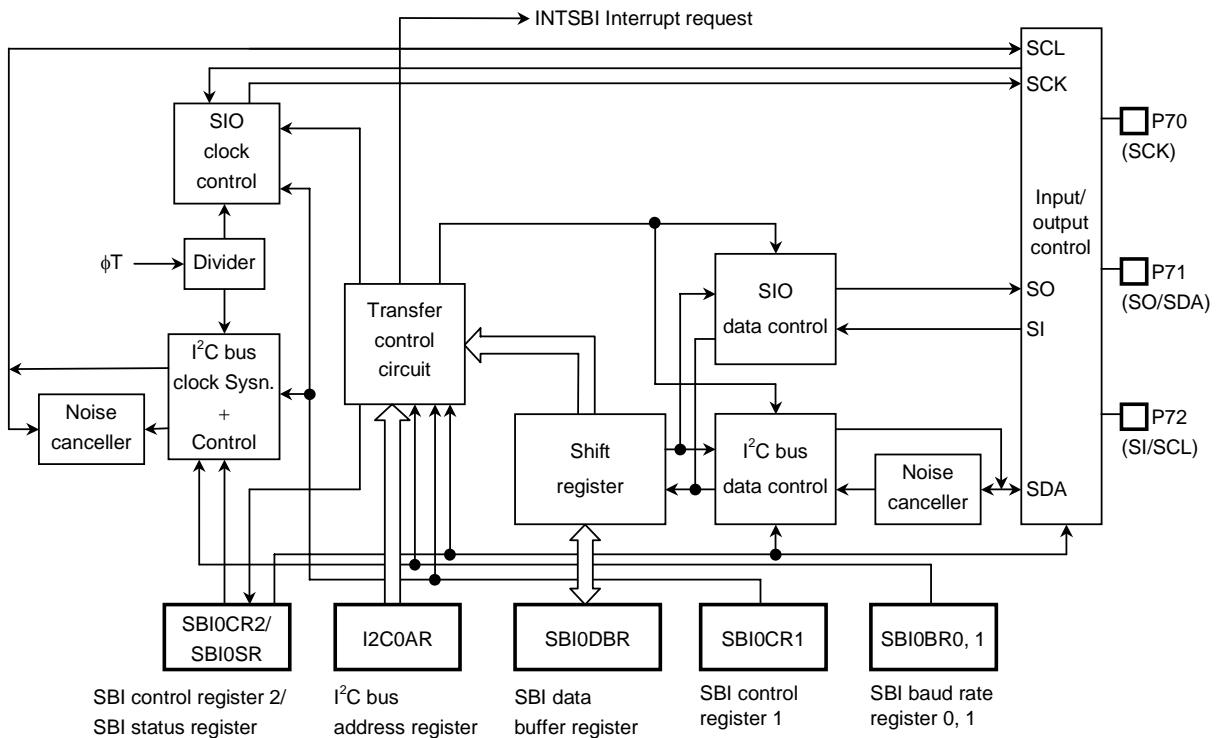 INTSBI Interrupt request
SCL
SCK
SIO
clock
control
P70
(SCK)
Input/
output
control
φT
Divider
SIO
data control
P71
(SO/SDA)
SO
SI
Transfer
control
circuit
I²C bus
clock Sysn.
+
Control
Noise
canceller
P72
(SI/SCL)
Shift
register
I²C bus
data control
Noise
canceller
SDA
SBI0CR2/
SBI0SR
I2C0AR
SBI0DBR
SBI0CR1
SBI0BR0, 1
SBI control register 2/
SBI status register
I²C bus
address register
SBI data
buffer register
SBI control
register 1
SBI baud rate
register 0, 1